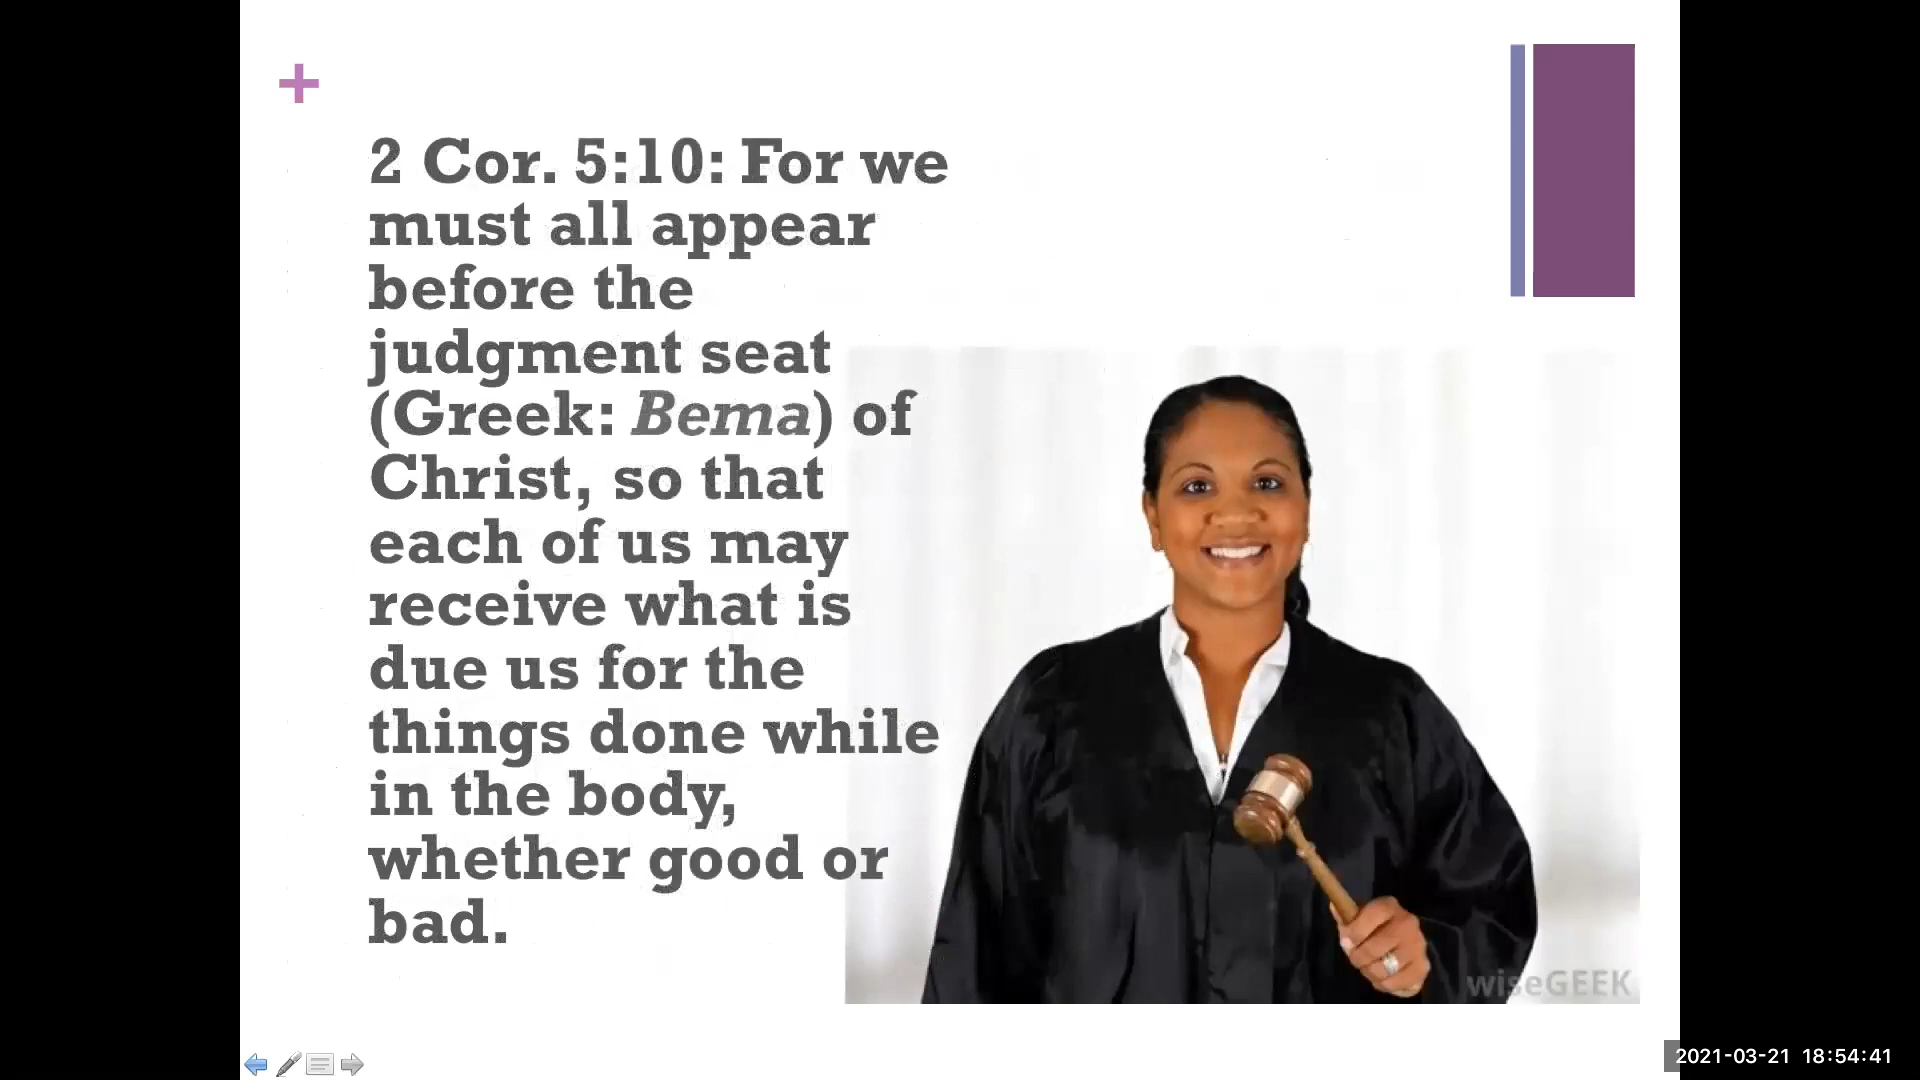 2 Cor. 5:10: For we
must all appear
before the
judgment seat
(Greek: Bema) of
Christ, so that
each of us may
receive what is
due us for the
things done while
in the body,
whether good or
bad.
wiseGEEK
2021-03-21 18:54:41